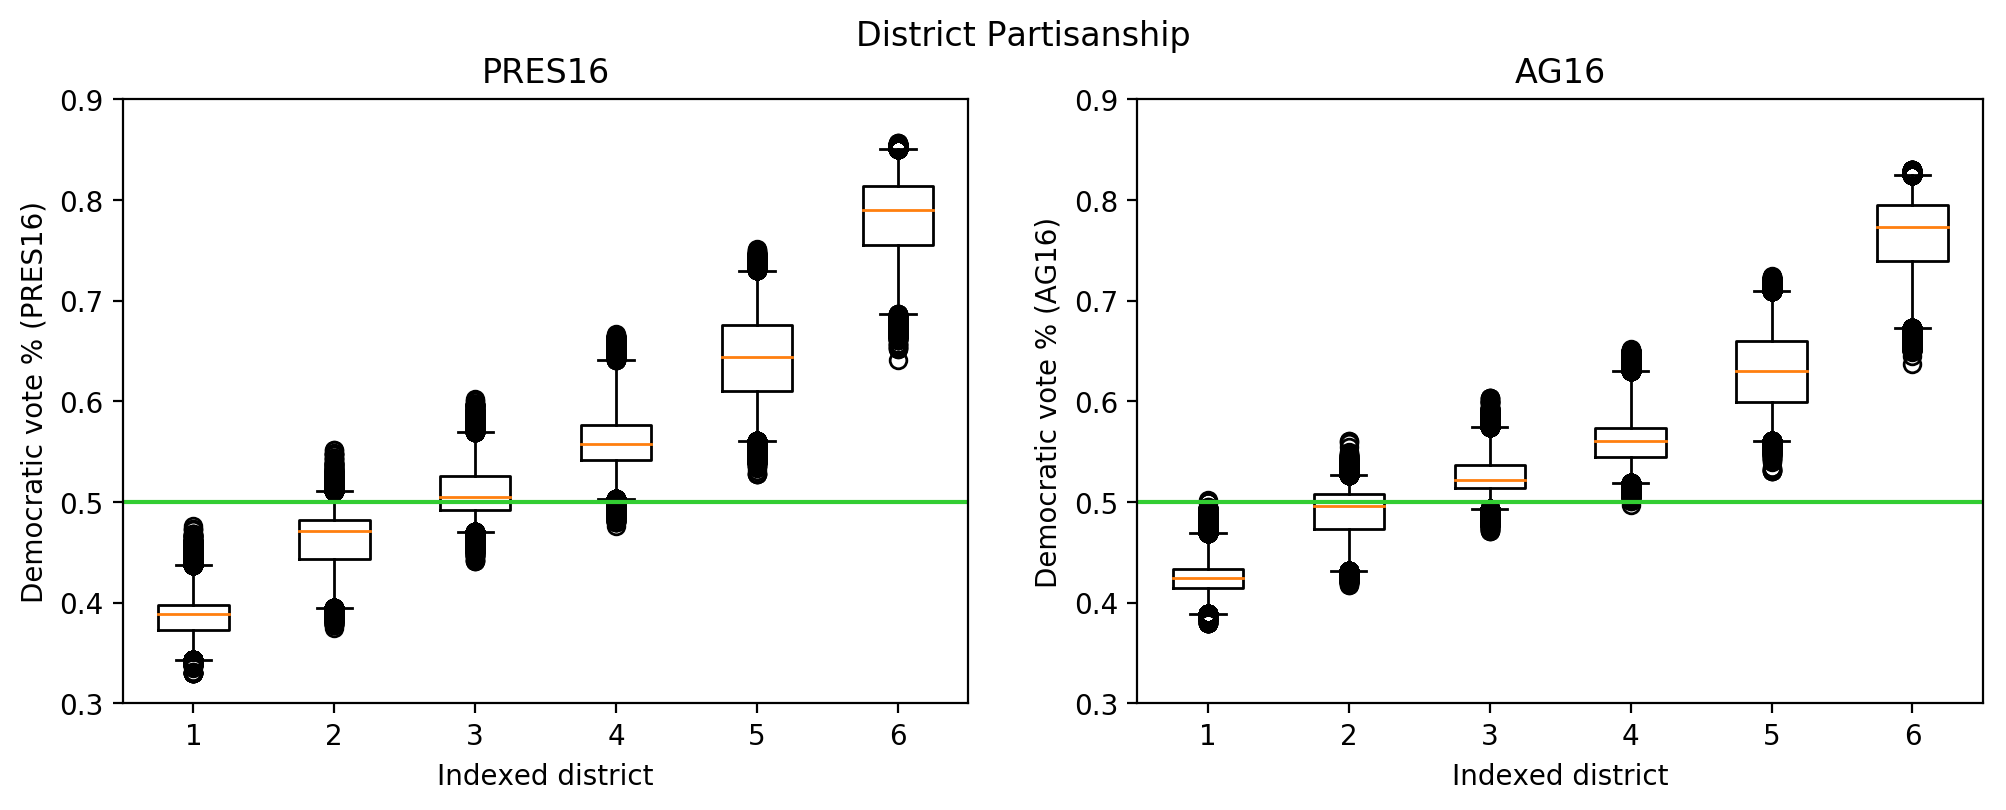 District Partisanship
PRES16
Democratic vote % (PRES16)
0.9
0.8
0.7
0.6
0.5
0.4
0.3
1 2 3 4 5 6
Indexed district
AG16
Democratic vote % (AG16)
0.9
0.8
0.7
0.6
0.5
0.4
0.3
1 2 3 4 5 6
Indexed district